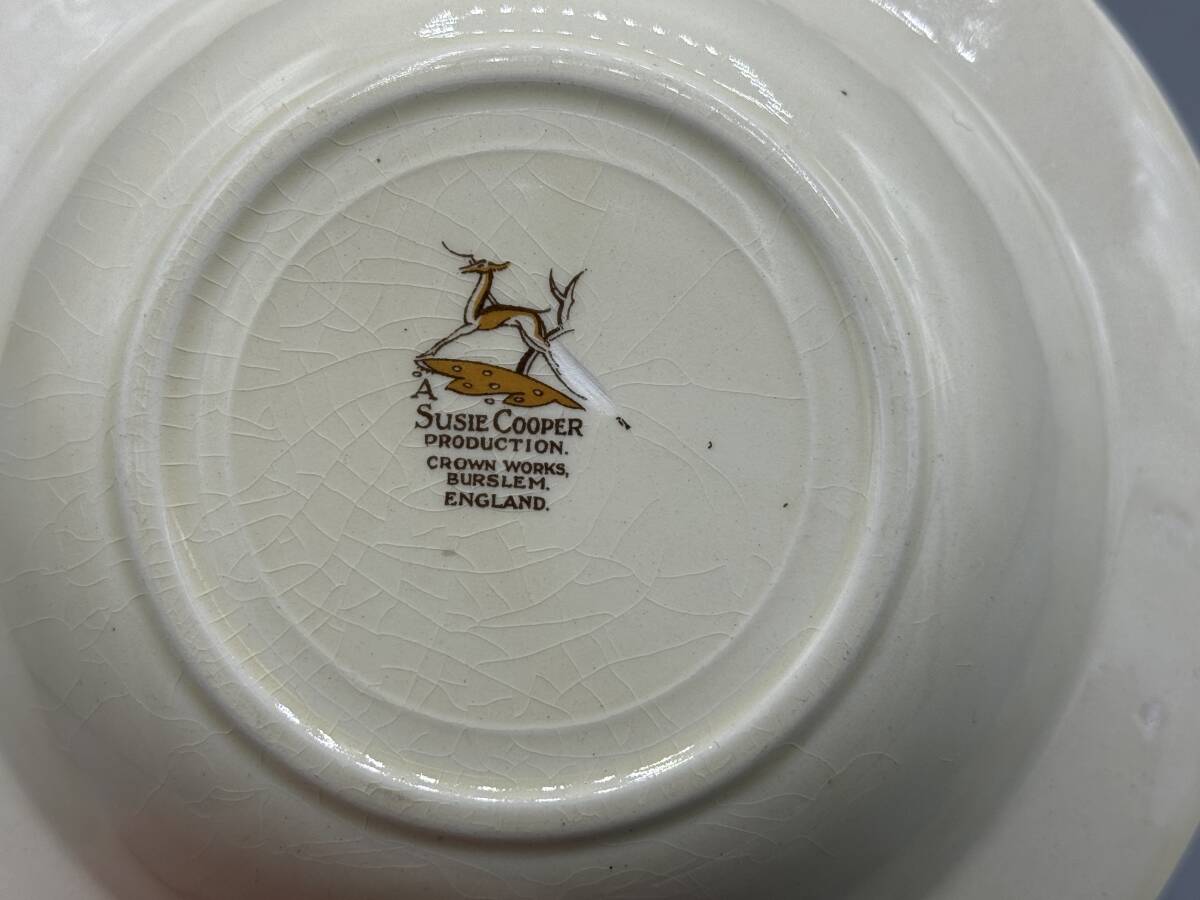 A
SUSIE COOPER
PRODUCTION.
CROWN WORKS,
BURSLEM.
ENGLAND.